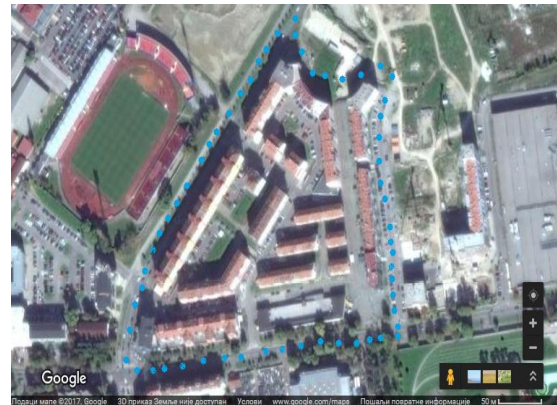 Google
Подаци мапе ©2017, Google 3D приказ Земље није доступан Услови www.google.com/maps Пошаљи повратне информације 50 м